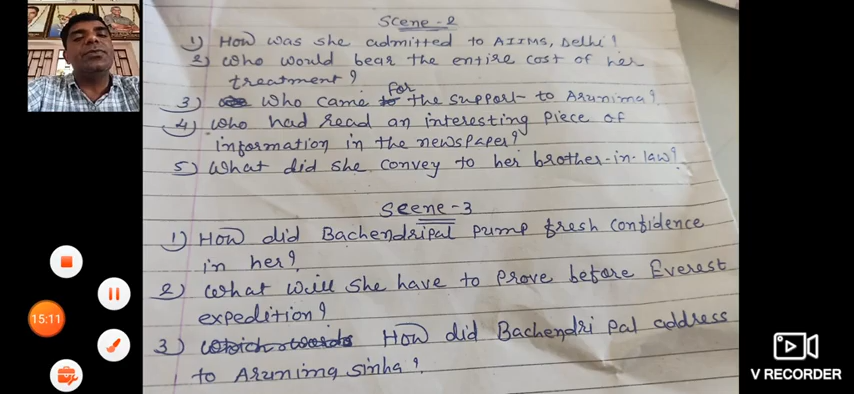 Scene-2
1) How was she admitted to AIIMS, Delhi?
2) Who would bear the entire cost of her
treatment?
3) Who came for the support to Arunima?
4) Who had read an interesting piece of
information in the newspaper?
5) What did she convey to her brother-in-law?
Scene-3
1) How did Bachendripal pump fresh confidence
in her?
2) What will she have to prove before Everest
expedition?
3) Which words How did Bachendri pal address
to Arunima sinha?
15:11
V RECORDER